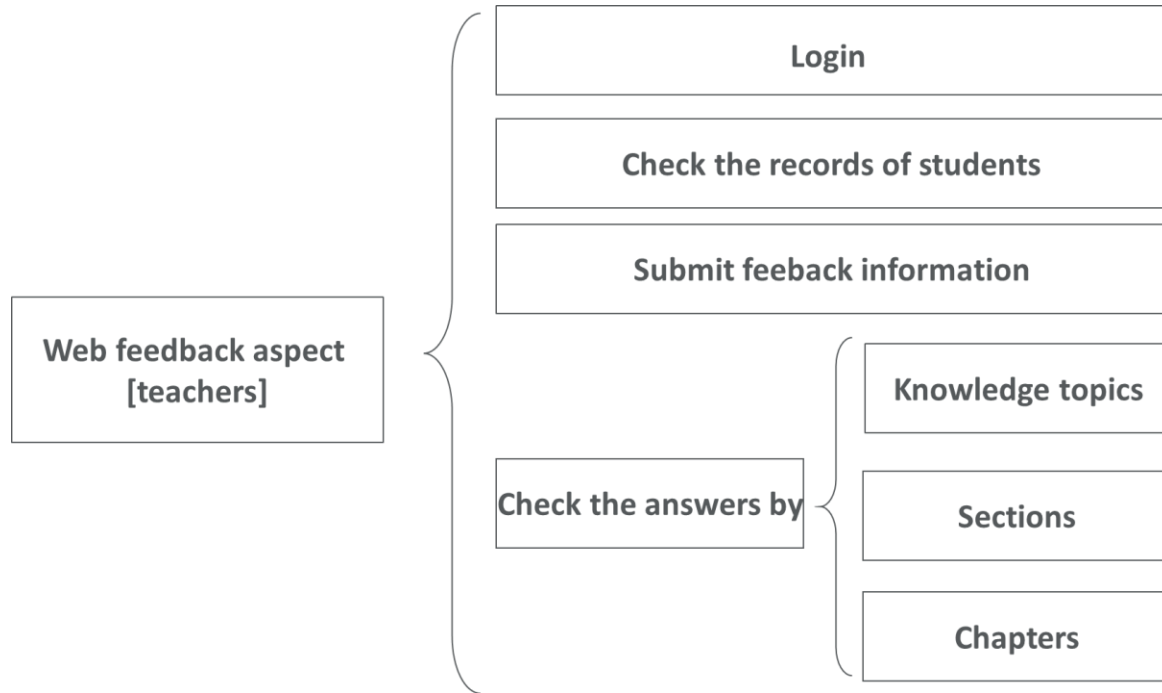 Login
Check the records of students
Submit feeback information
Web feedback aspect
[teachers]
Check the answers by
Knowledge topics
Sections
Chapters